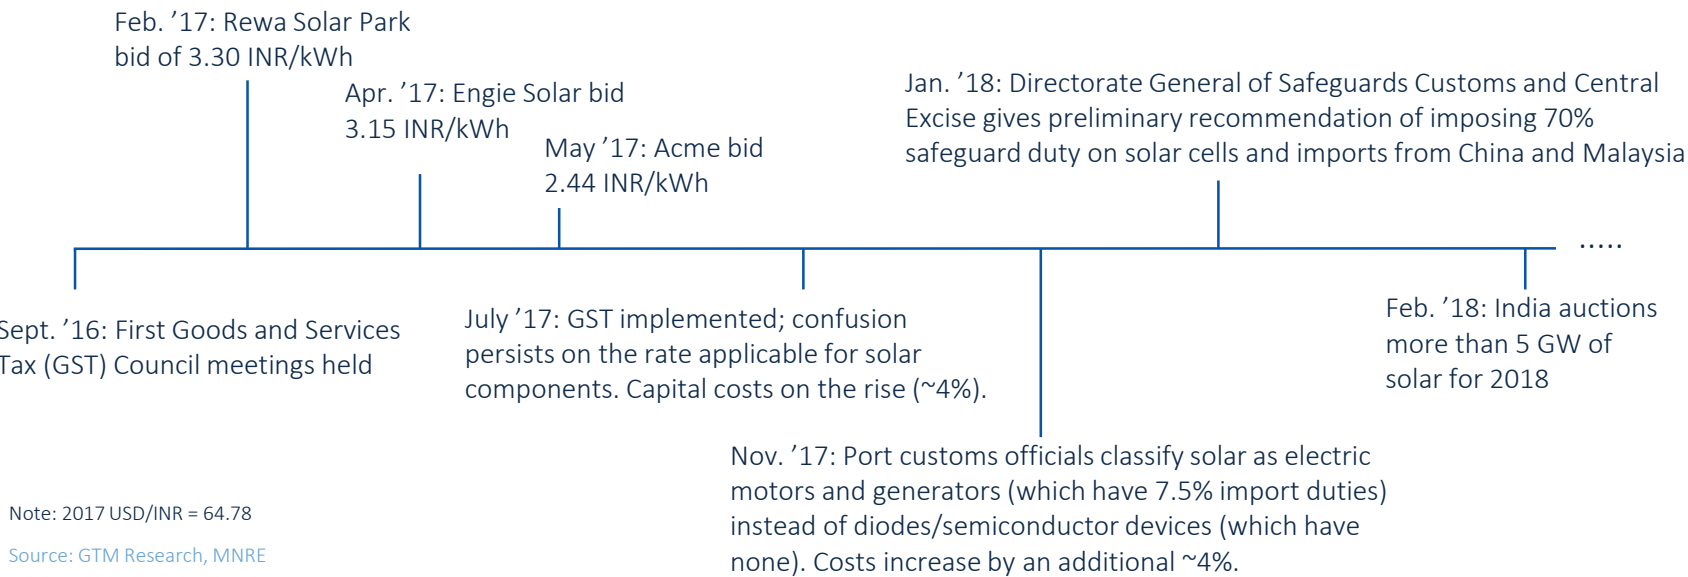 Feb. ’17: Rewa Solar Park
bid of 3.30 INR/kWh
Apr. ’17: Engie Solar bid
3.15 INR/kWh
May ’17: Acme bid
2.44 INR/kWh
Jan. ’18: Directorate General of Safeguards Customs and Central
Excise gives preliminary recommendation of imposing 70%
safeguard duty on solar cells and imports from China and Malaysia
.....
Sept. ’16: First Goods and Services
Tax (GST) Council meetings held
July ’17: GST implemented; confusion
persists on the rate applicable for solar
components. Capital costs on the rise (~4%).
Feb. ’18: India auctions
more than 5 GW of
solar for 2018
Nov. ’17: Port customs officials classify solar as electric
motors and generators (which have 7.5% import duties)
instead of diodes/semiconductor devices (which have
none). Costs increase by an additional ~4%.
Note: 2017 USD/INR = 64.78
Source: GTM Research, MNRE